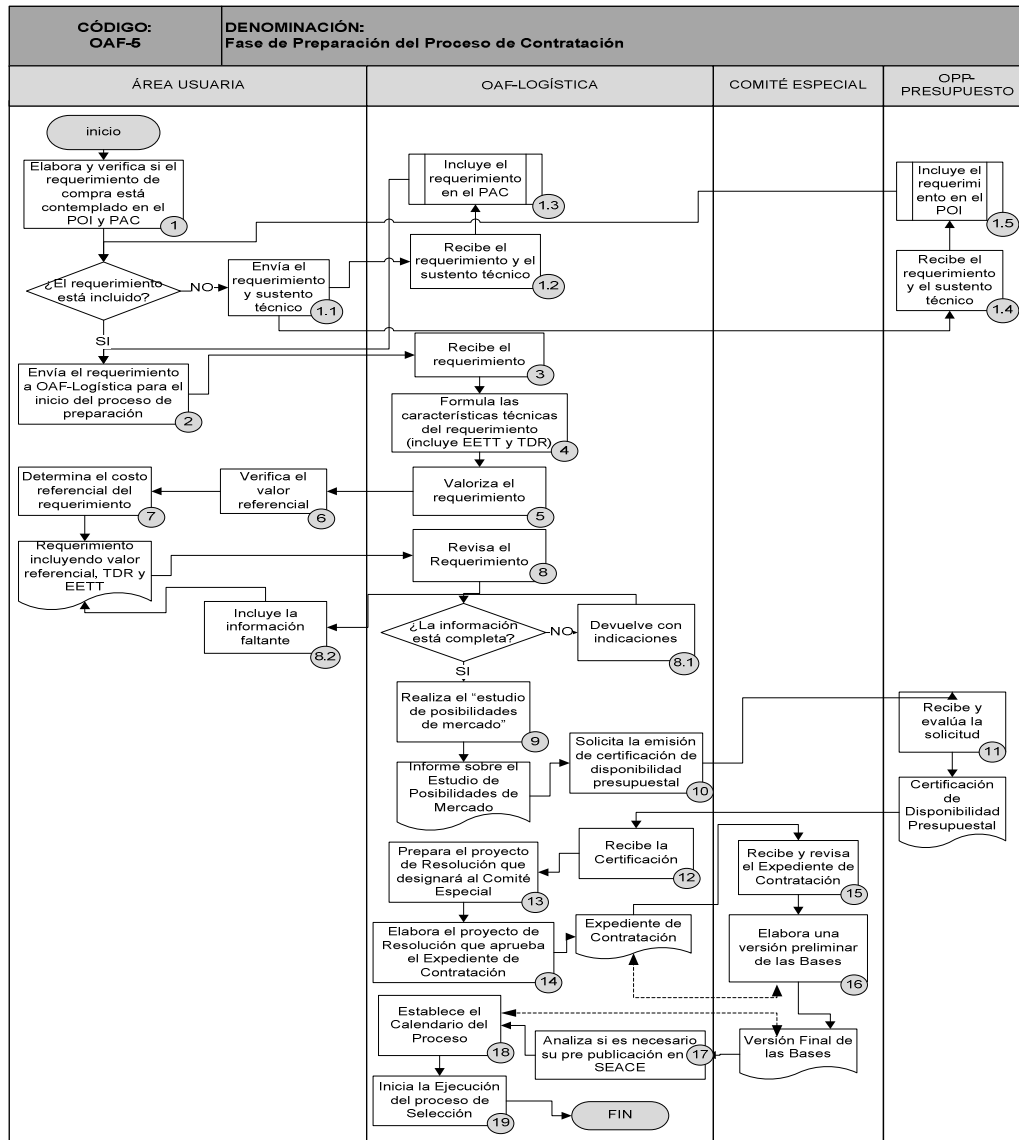 CÓDIGO:
OAF-5
DENOMINACIÓN:
Fase de Preparación del Proceso de Contratación
ÁREA USUARIA
OAF-LOGÍSTICA
COMITÉ ESPECIAL
OPP-
PRESUPUESTO
inicio
Elabora y verifica si el
requerimiento de
compra está
contemplado en el
POI y PAC
1
Incluye el
requerimiento
en el PAC
1.3
Incluye el
requerimi
ento en el
POI
1.5
¿El requerimiento
está incluido?
NO
SI
Envía el
requerimiento
y sustento
técnico
1.1
Recibe el
requerimiento y el
sustento técnico
1.2
Recibe el
requerimiento
y el sustento
técnico
1.4
Envía el requerimiento
a OAF-Logística para el
inicio del proceso de
preparación
2
Recibe el
requerimiento
3
Formula las
características técnicas
del requerimiento
(incluye EETT y TDR)
4
Valoriza el
requerimiento
5
Verifica el
valor
referencial
6
Determina el costo
referencial del
requerimiento
7
Requerimiento
incluyendo valor
referencial, TDR y
EETT
Revisa el
Requerimiento
8
¿La información
está completa?
NO
SI
Devuelve con
indicaciones
8.1
Incluye la
información
faltante
8.2
Realiza el “estudio
de posibilidades
de mercado”
9
Informe sobre el
Estudio de
Posibilidades de
Mercado
Solicita la emisión
de certificación de
disponibilidad
presupuestal
10
Recibe y
evalúa la
solicitud
11
Certificación
de
Disponibilidad
Presupuestal
Recibe la
Certificación
12
Prepara el proyecto
de Resolución que
designará al Comité
Especial
13
Elabora el proyecto de
Resolución que aprueba
el Expediente de
Contratación
14
Expediente de
Contratación
Recibe y revisa
el Expediente de
Contratación
15
Elabora una
versión preliminar
de las Bases
16
Versión Final de
las Bases
Analiza si es necesario
su pre publicación en
SEACE
17
Establece el
Calendario del
Proceso
18
Inicia la Ejecución
del proceso de
Selección
19
FIN